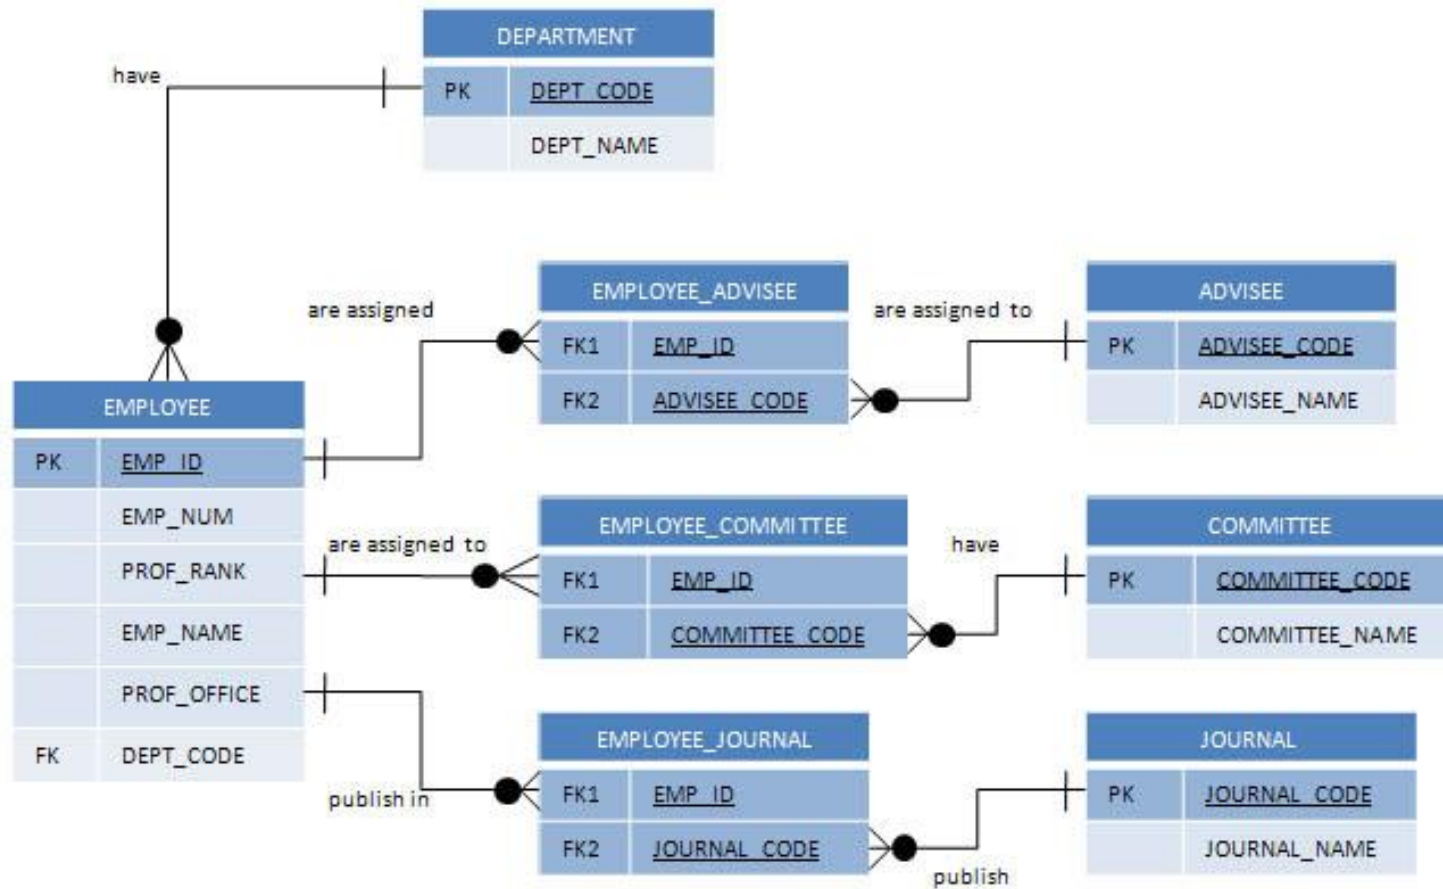 DEPARTMENT
have
PK DEPT_CODE
DEPT_NAME
EMPLOYEE_ADVISEE
ADVISEE
are assigned
are assigned to
FK1 EMP_ID
PK ADVISEE_CODE
FK2 ADVISEE_CODE
ADVISEE_NAME
EMPLOYEE
PK EMP_ID
EMP_NUM
PROF_RANK
EMP_NAME
PROF_OFFICE
FK DEPT_CODE
EMPLOYEE_COMMITTEE
COMMITTEE
are assigned to
have
FK1 EMP_ID
PK COMMITTEE_CODE
FK2 COMMITTEE_CODE
COMMITTEE_NAME
EMPLOYEE_JOURNAL
JOURNAL
publish in
FK1 EMP_ID
PK JOURNAL_CODE
FK2 JOURNAL_CODE
JOURNAL_NAME
publish